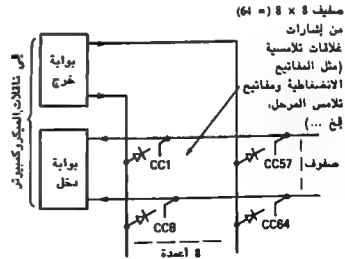 صفيف 8 × 8 (= 64)
من إشارات
غلاقات تلامسية
(مثل المفاتيح
الانضغاطية ومفاتيح
تلامس المرحل،
إلخ ...)
بوابة
خرج
إلى ناقلات الميكروكمبيوتر
بوابة
دخل
CC1
CC57
صفوف
CC8
CC64
8 أعمدة